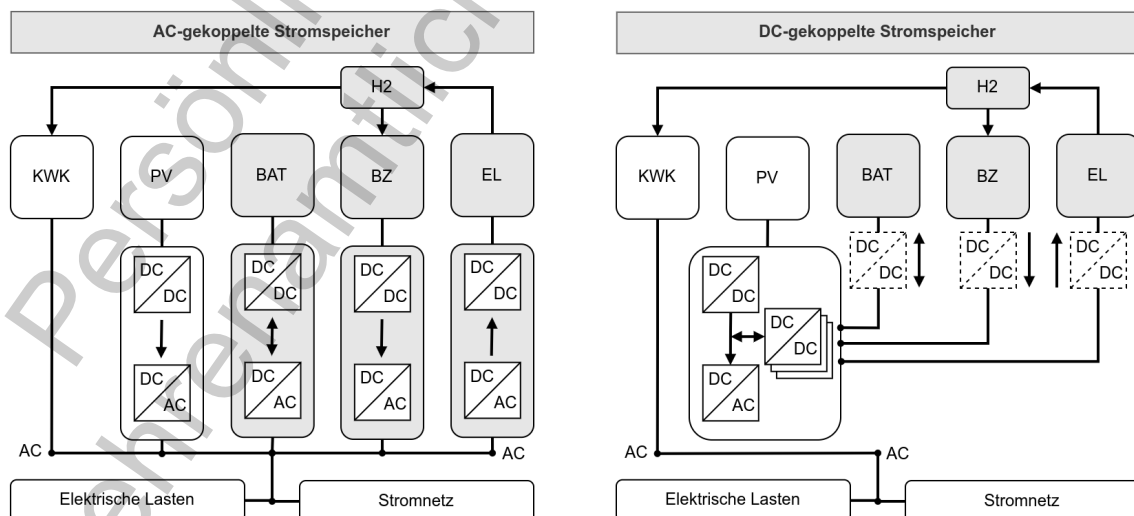 AC-gekoppelte Stromspeicher
H2
KWK
PV
BAT
BZ
EL
DC
DC
DC
DC
DC
DC
DC
DC
DC
AC
DC
AC
DC
AC
DC
AC
AC
AC
Elektrische Lasten
Stromnetz
DC-gekoppelte Stromspeicher
H2
KWK
PV
BAT
BZ
EL
DC
DC
DC
DC
DC
DC
DC
DC
DC
DC
DC
AC
AC
AC
Elektrische Lasten
Stromnetz
Persönli
ehrenamtlic